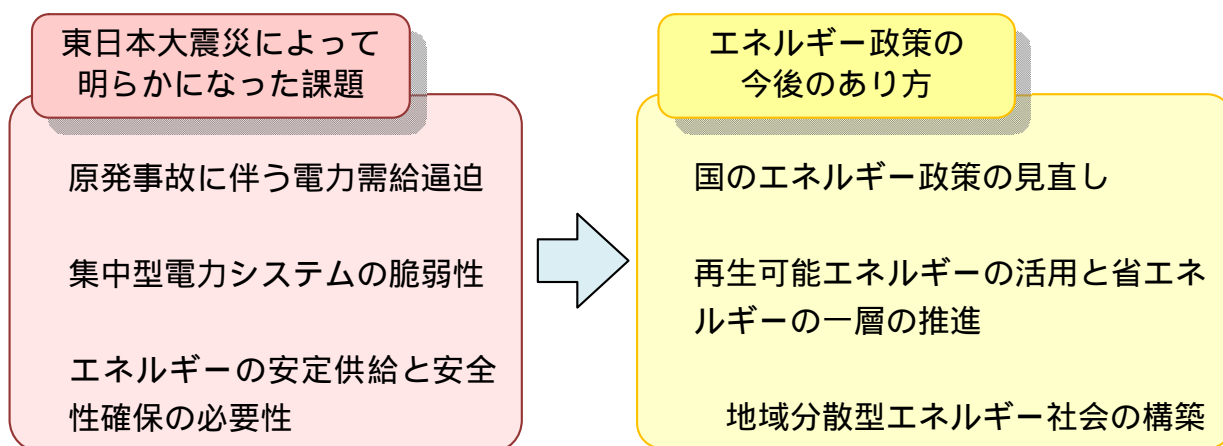 東日本大震災によって
明らかになった課題
原発事故に伴う電力需給逼迫
集中型電力システムの脆弱性
エネルギーの安定供給と安全
性確保の必要性
エネルギー政策の
今後のあり方
国のエネルギー政策の見直し
再生可能エネルギーの活用と省エネ
ルギーの一層の推進
地域分散型エネルギー社会の構築